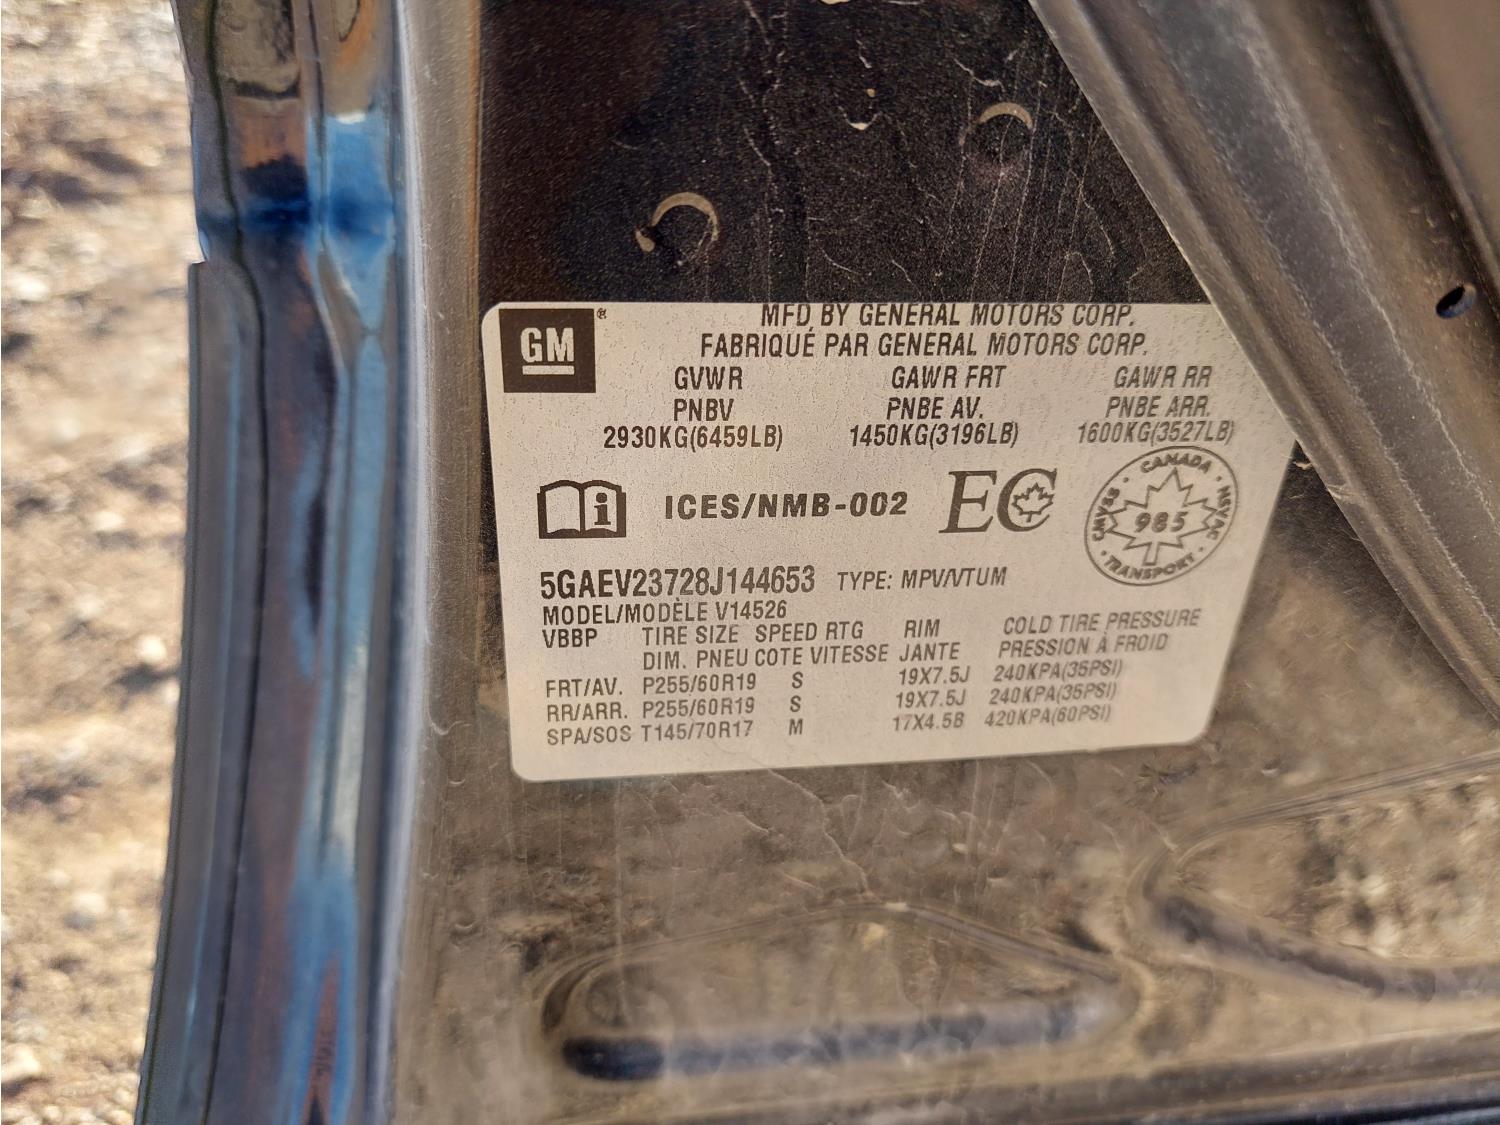 GM®
MFD BY GENERAL MOTORS CORP.
FABRIQUÉ PAR GENERAL MOTORS CORP.
GVWR GAWR FRT GAWR RR
PNBV PNBE AV. PNBE ARR.
2930KG(6459LB) 1450KG(3196LB) 1600KG(3527LB)
i ICES/NMB-002 EC
CANADA
CMVSS NSVAC
985
TRANSPORT
5GAEV23728J144653 TYPE: MPV/VTUM
MODEL/MODÈLE V14526
VBBP TIRE SIZE SPEED RTG RIM COLD TIRE PRESSURE
DIM. PNEU COTE VITESSE JANTE PRESSION À FROID
FRT/AV. P255/60R19 S 19X7.5J 240KPA(35PSI)
RR/ARR. P255/60R19 S 19X7.5J 240KPA(35PSI)
SPA/SOS T145/70R17 M 17X4.5B 420KPA(60PSI)